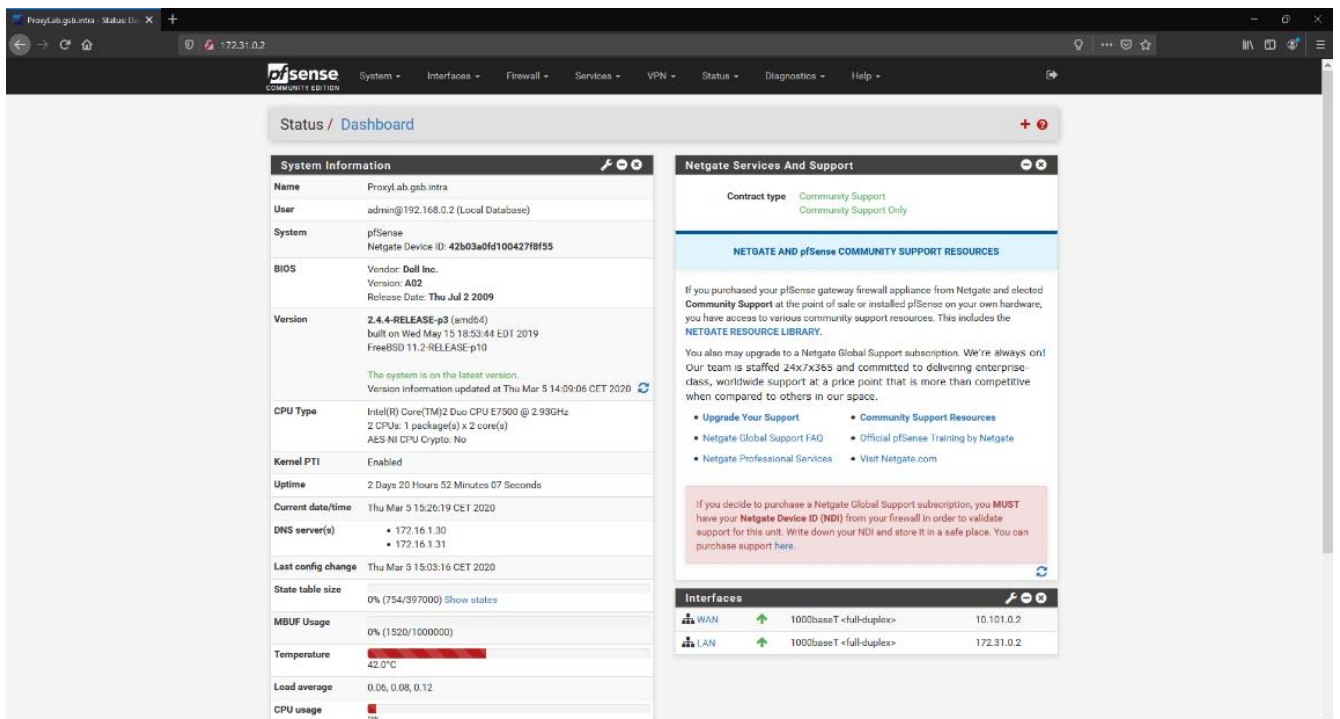 ProxyLab.gsb.intra - Status: Da
172.31.0.2
pfsense
COMMUNITY EDITION
System
Interfaces
Firewall
Services
VPN
Status
Diagnostics
Help
Status / Dashboard
System Information
Name ProxyLab.gsb.intra
User admin@192.168.0.2 (Local Database)
System pfSense
Netgate Device ID: 42b03a0fd100427f8f55
BIOS Vendor: Dell Inc.
Version: A02
Release Date: Thu Jul 2 2009
Version 2.4.4-RELEASE-p3 (amd64)
built on Wed May 15 18:53:44 EDT 2019
FreeBSD 11.2-RELEASE-p10
The system is on the latest version.
Version information updated at Thu Mar 5 14:09:06 CET 2020
CPU Type Intel(R) Core(TM)2 Duo CPU E7500 @ 2.93GHz
2 CPUs: 1 package(s) x 2 core(s)
AES-NI CPU Crypto: No
Kernel PTI Enabled
Uptime 2 Days 20 Hours 52 Minutes 07 Seconds
Current date/time Thu Mar 5 15:26:19 CET 2020
DNS server(s) • 172.16.1.30
• 172.16.1.31
Last config change Thu Mar 5 15:03:16 CET 2020
State table size
0% (754/397000) Show states
MBUF Usage
0% (1520/1000000)
Temperature
42.0°C
Load average 0.06, 0.08, 0.12
CPU usage
Netgate Services And Support
Contract type Community Support
Community Support Only
NETGATE AND pfSense COMMUNITY SUPPORT RESOURCES
If you purchased your pfSense gateway firewall appliance from Netgate and elected
Community Support at the point of sale or installed pfSense on your own hardware,
you have access to various community support resources. This includes the
NETGATE RESOURCE LIBRARY.
You also may upgrade to a Netgate Global Support subscription. We're always on!
Our team is staffed 24x7x365 and committed to delivering enterprise-
class, worldwide support at a price point that is more than competitive
when compared to others in our space.
• Upgrade Your Support • Community Support Resources
• Netgate Global Support FAQ • Official pfSense Training by Netgate
• Netgate Professional Services • Visit Netgate.com
If you decide to purchase a Netgate Global Support subscription, you MUST
have your Netgate Device ID (NDI) from your firewall in order to validate
support for this unit. Write down your NDI and store it in a safe place. You can
purchase support here.
Interfaces
WAN 1000baseT <full-duplex> 10.101.0.2
LAN 1000baseT <full-duplex> 172.31.0.2